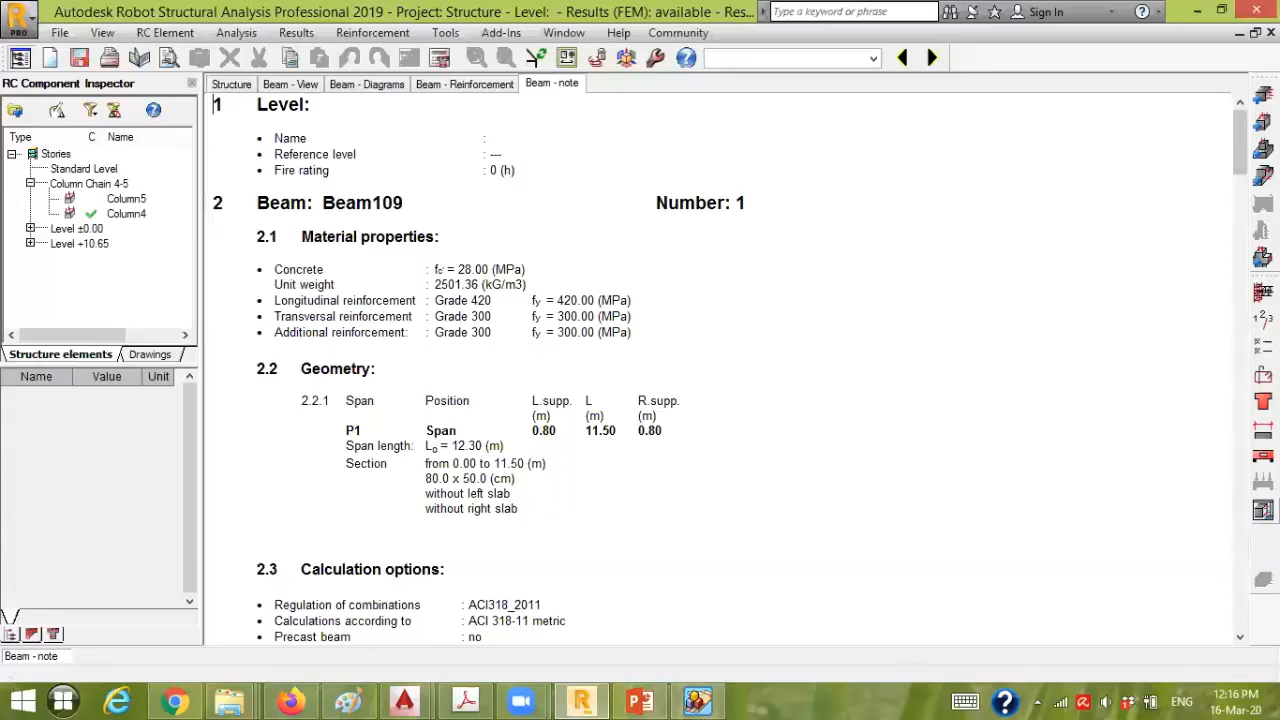 Autodesk Robot Structural Analysis Professional 2019 - Project: Structure - Level: - Results (FEM): available - Res...
Type a keyword or phrase
Sign In
PRO
File View RC Element Analysis Results Reinforcement Tools Add-Ins Window Help Community
RC Component Inspector
Structure Beam - View Beam - Diagrams Beam - Reinforcement Beam - note
Type C Name
Stories
Standard Level
Column Chain 4-5
Column5
Column4
Level ±0.00
Level +10.65
Structure elements Drawings
Name Value Unit
1 Level:
• Name :
• Reference level : ---
• Fire rating : 0 (h)
2 Beam: Beam109 Number: 1
2.1 Material properties:
• Concrete : fc' = 28.00 (MPa)
Unit weight : 2501.36 (kG/m3)
• Longitudinal reinforcement : Grade 420 fy = 420.00 (MPa)
• Transversal reinforcement : Grade 300 fy = 300.00 (MPa)
• Additional reinforcement: : Grade 300 fy = 300.00 (MPa)
2.2 Geometry:
2.2.1 Span Position L.supp. L R.supp.
(m) (m) (m)
P1 Span 0.80 11.50 0.80
Span length: Lo = 12.30 (m)
Section from 0.00 to 11.50 (m)
80.0 x 50.0 (cm)
without left slab
without right slab
2.3 Calculation options:
• Regulation of combinations : ACI318_2011
• Calculations according to : ACI 318-11 metric
• Precast beam : no
Beam - note
ENG
12:16 PM
16-Mar-20